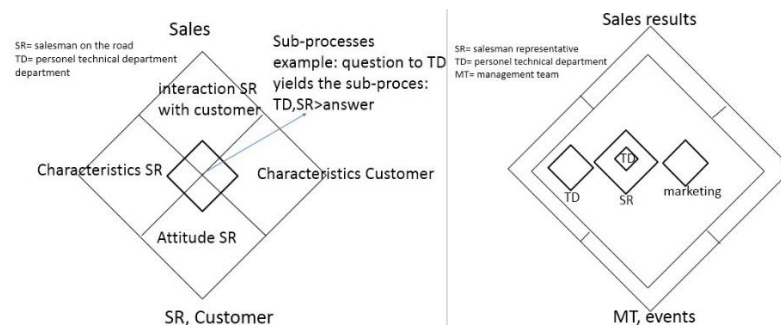 Sales
SR= salesman on the road
TD= personel technical department
department
Sub-processes
example: question to TD
yields the sub-proces:
TD,SR>answer
interaction SR
with customer
Characteristics SR
Characteristics Customer
Attitude SR
SR, Customer
Sales results
SR= salesman representative
TD= personel technical department
MT= management team
TD
TD
SR
marketing
MT, events